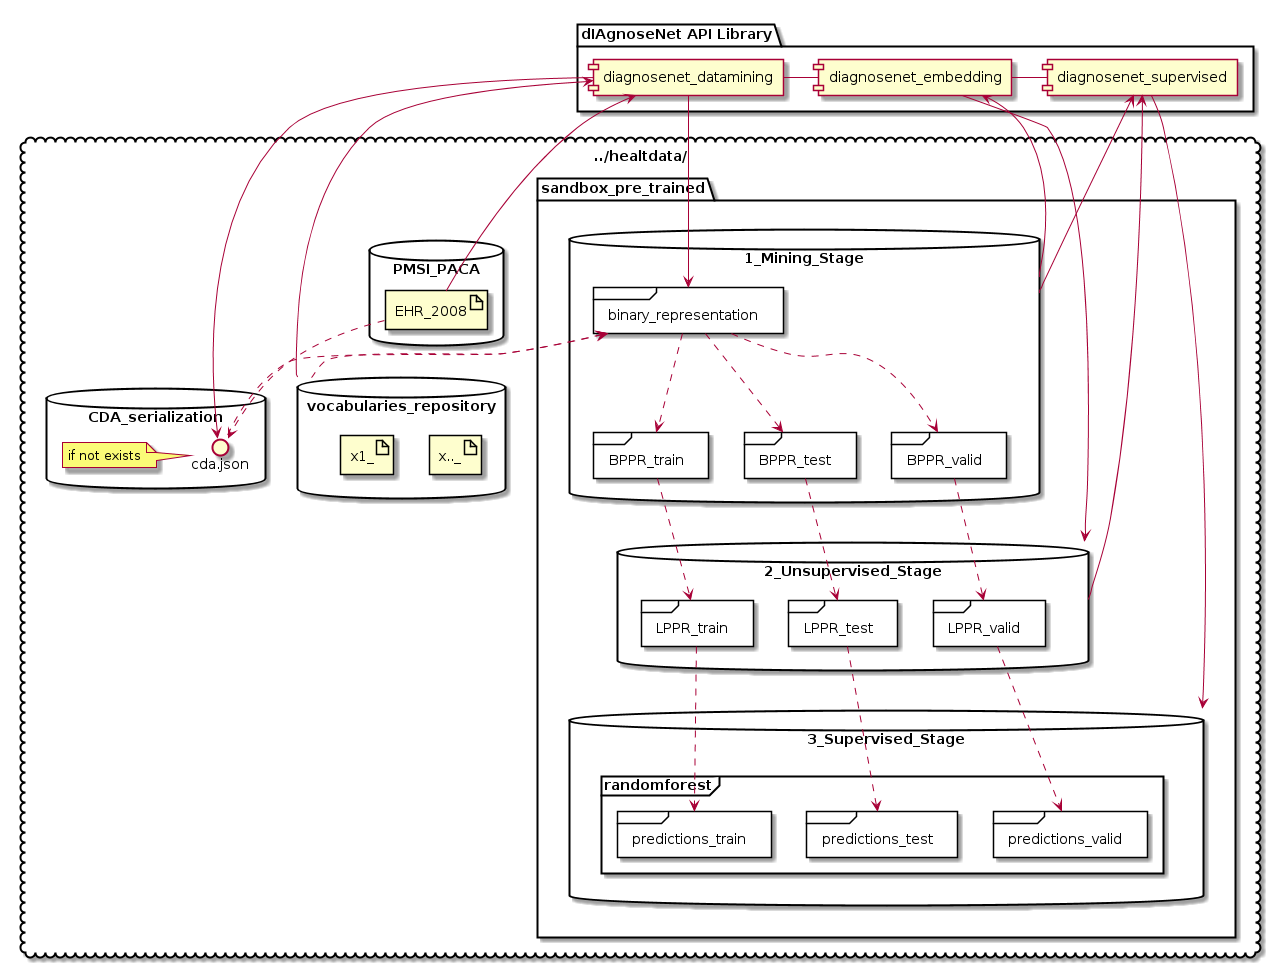 dIAgnoseNet API Library
diagnosenet_datamining
diagnosenet_embedding
diagnosenet_supervised
../healtdata/
sandbox_pre_trained
1_Mining_Stage
PMSI_PACA
EHR_2008
binary_representation
vocabularies_repository
CDA_serialization
if not exists
cda.json
x1_
x.._
BPPR_train
BPPR_test
BPPR_valid
2_Unsupervised_Stage
LPPR_train
LPPR_test
LPPR_valid
3_Supervised_Stage
randomforest
predictions_train
predictions_test
predictions_valid